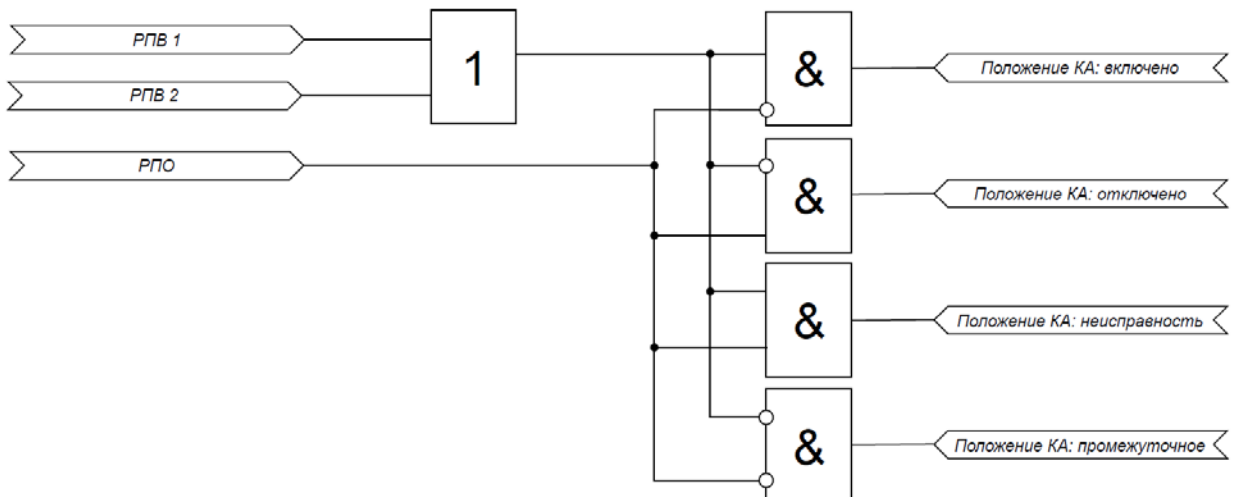 РПВ 1
1
&
Положение КА: включено
РПВ 2
РПО
&
Положение КА: отключено
&
Положение КА: неисправность
&
Положение КА: промежуточное